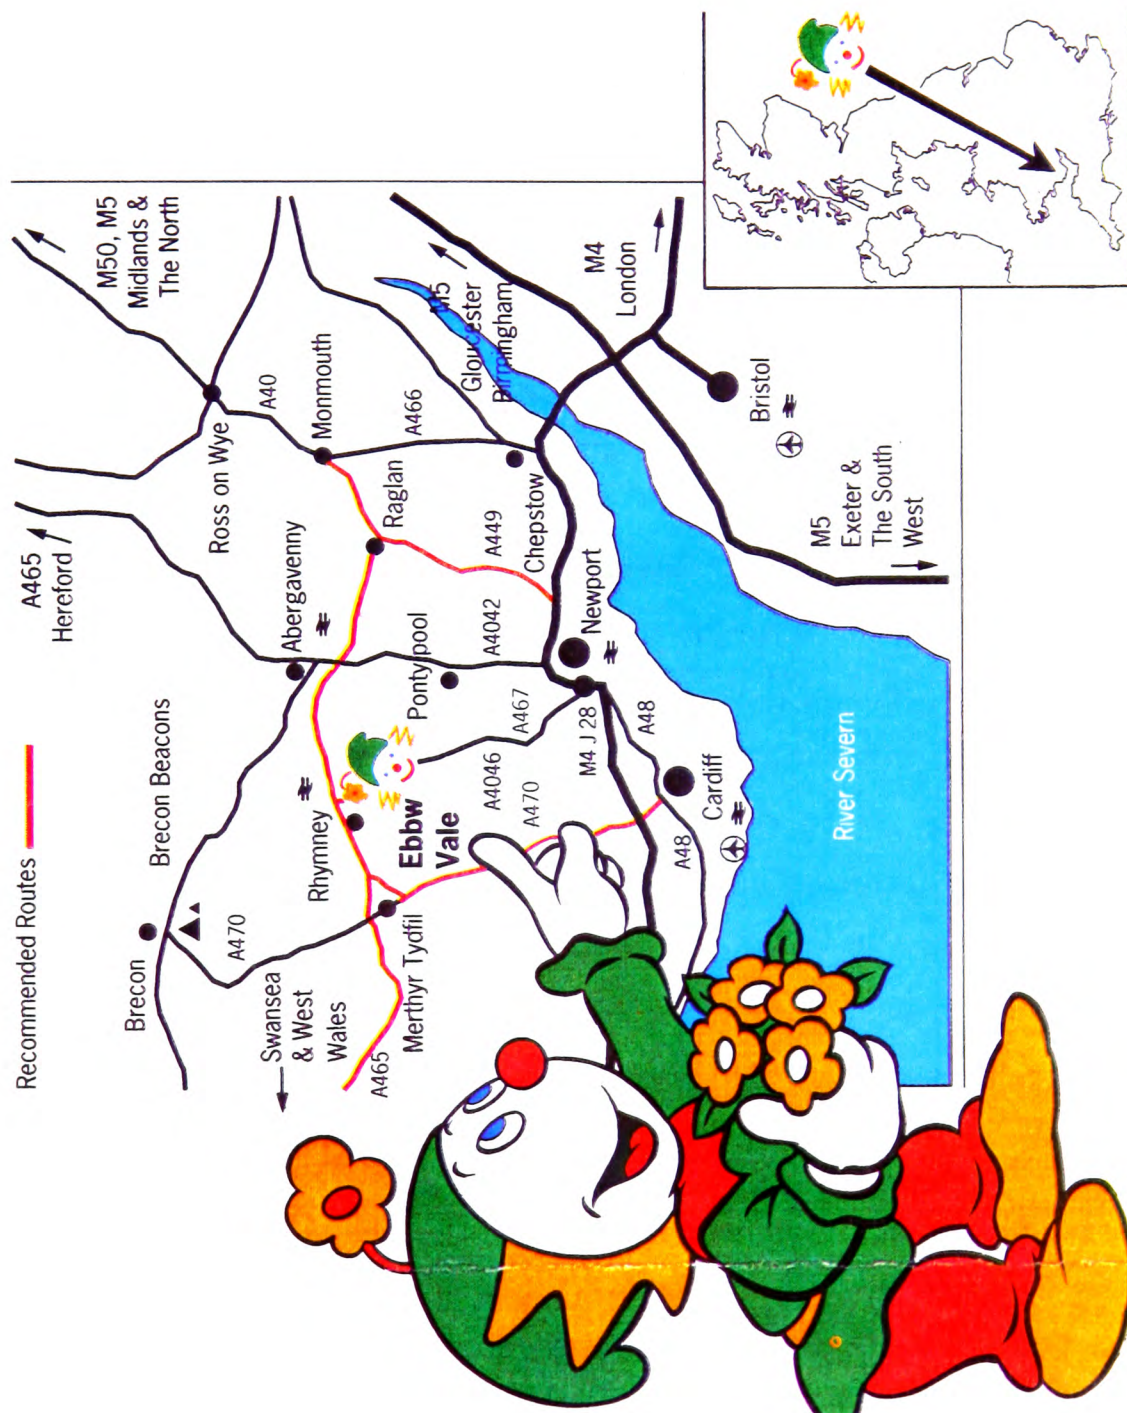 Recommended Routes
Brecon
Brecon Beacons
A465
Hereford
M50, M5
Midlands &
The North
A470
Abergavenny
Ross on Wye
A40
Monmouth
Swansea
& West
Wales
Rhymney
Raglan
A466
A465
Merthyr Tydfil
Ebbw
Vale
Pontypool
A4042
A449
Chepstow
M5
Gloucester
Birmingham
A4046
A467
A470
M4 J 28
Newport
M4
London
A48
A48
Cardiff
Bristol
River Severn
M5
Exeter &
The South
West